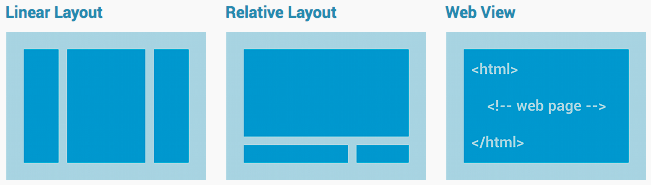 Linear Layout
Relative Layout
Web View
<html>
<!-- web page -->
</html>